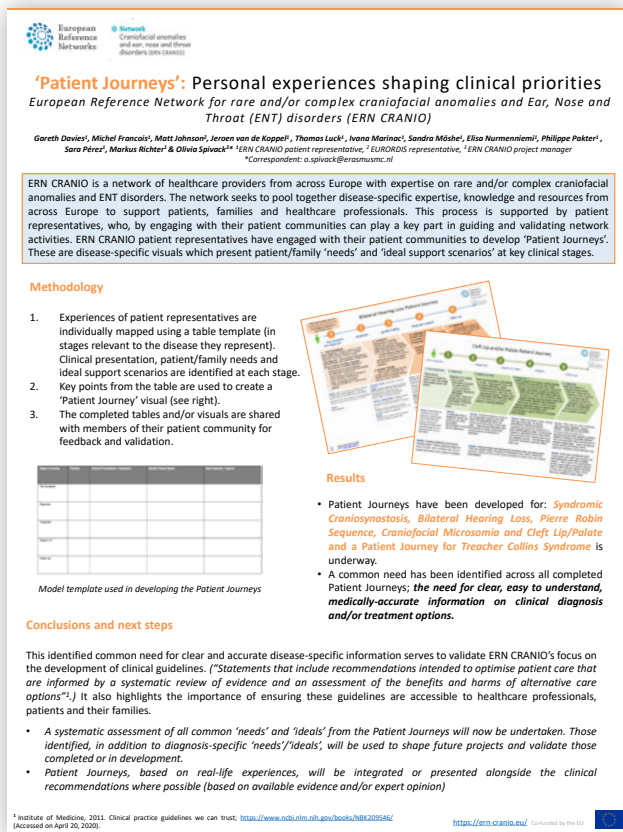 European
Reference
Networks
Network
Craniofacial anomalies
and ear, nose and throat
disorders (ERN CRANIO)
'Patient Journeys': Personal experiences shaping clinical priorities
European Reference Network for rare and/or complex craniofacial anomalies and Ear, Nose and
Throat (ENT) disorders (ERN CRANIO)
Gareth Davies¹, Michel Francois¹, Matt Johnson², Jeroen van de Koppel¹, Thomas Luck¹, Ivana Marinac¹, Sandra Möshe¹, Elisa Nurmenniemi¹, Philippe Pakter¹,
Sara Pérez¹, Markus Richter¹ & Olivia Spivack³* ¹ERN CRANIO patient representative, ² EURORDIS representative, ³ ERN CRANIO project manager
*Correspondent: o.spivack@erasmusmc.nl
ERN CRANIO is a network of healthcare providers from across Europe with expertise on rare and/or complex craniofacial
anomalies and ENT disorders. The network seeks to pool together disease-specific expertise, knowledge and resources from
across Europe to support patients, families and healthcare professionals. This process is supported by patient
representatives, who, by engaging with their patient communities can play a key part in guiding and validating network
activities. ERN CRANIO patient representatives have engaged with their patient communities to develop 'Patient Journeys'.
These are disease-specific visuals which present patient/family 'needs' and 'ideal support scenarios' at key clinical stages.
Methodology
1. Experiences of patient representatives are
individually mapped using a table template (in
stages relevant to the disease they represent).
Clinical presentation, patient/family needs and
ideal support scenarios are identified at each stage.
2. Key points from the table are used to create a
'Patient Journey' visual (see right).
3. The completed tables and/or visuals are shared
with members of their patient community for
feedback and validation.
Bilateral Hearing Loss Patient Journey
Cleft Lip and/or Palate Patient Journey
Model template used in developing the Patient Journeys
Results
• Patient Journeys have been developed for: Syndromic
Craniosynostosis, Bilateral Hearing Loss, Pierre Robin
Sequence, Craniofacial Microsomia and Cleft Lip/Palate
and a Patient Journey for Treacher Collins Syndrome is
underway.
• A common need has been identified across all completed
Patient Journeys; the need for clear, easy to understand,
medically-accurate information on clinical diagnosis
and/or treatment options.
Conclusions and next steps
This identified common need for clear and accurate disease-specific information serves to validate ERN CRANIO's focus on
the development of clinical guidelines. ("Statements that include recommendations intended to optimise patient care that
are informed by a systematic review of evidence and an assessment of the benefits and harms of alternative care
options"¹.) It also highlights the importance of ensuring these guidelines are accessible to healthcare professionals,
patients and their families.
• A systematic assessment of all common 'needs' and 'ideals' from the Patient Journeys will now be undertaken. Those
identified, in addition to diagnosis-specific 'needs'/'ideals', will be used to shape future projects and validate those
completed or in development.
• Patient Journeys, based on real-life experiences, will be integrated or presented alongside the clinical
recommendations where possible (based on available evidence and/or expert opinion)
¹ Institute of Medicine, 2011. Clinical practice guidelines we can trust; https://www.ncbi.nlm.nih.gov/books/NBK209546/
(Accessed on April 20, 2020).
https://ern-cranio.eu/ Co-funded by the EU